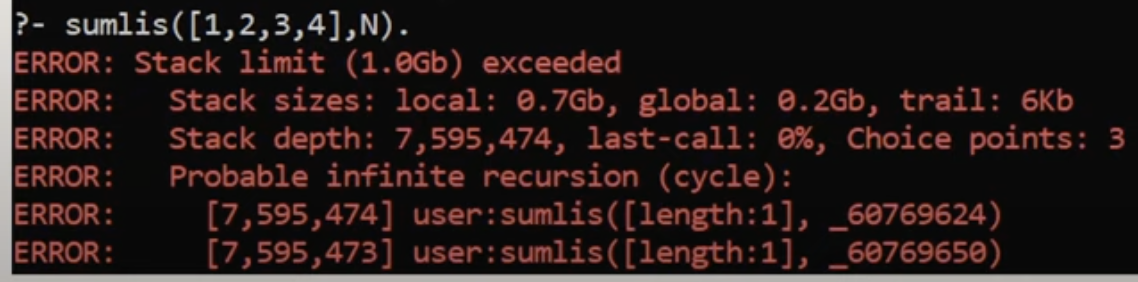 ?- sumlis([1,2,3,4],N).
ERROR: Stack limit (1.0Gb) exceeded
ERROR:   Stack sizes: local: 0.7Gb, global: 0.2Gb, trail: 6Kb
ERROR:   Stack depth: 7,595,474, last-call: 0%, Choice points: 3
ERROR:   Probable infinite recursion (cycle):
ERROR:     [7,595,474] user:sumlis([length:1], _60769624)
ERROR:     [7,595,473] user:sumlis([length:1], _60769650)